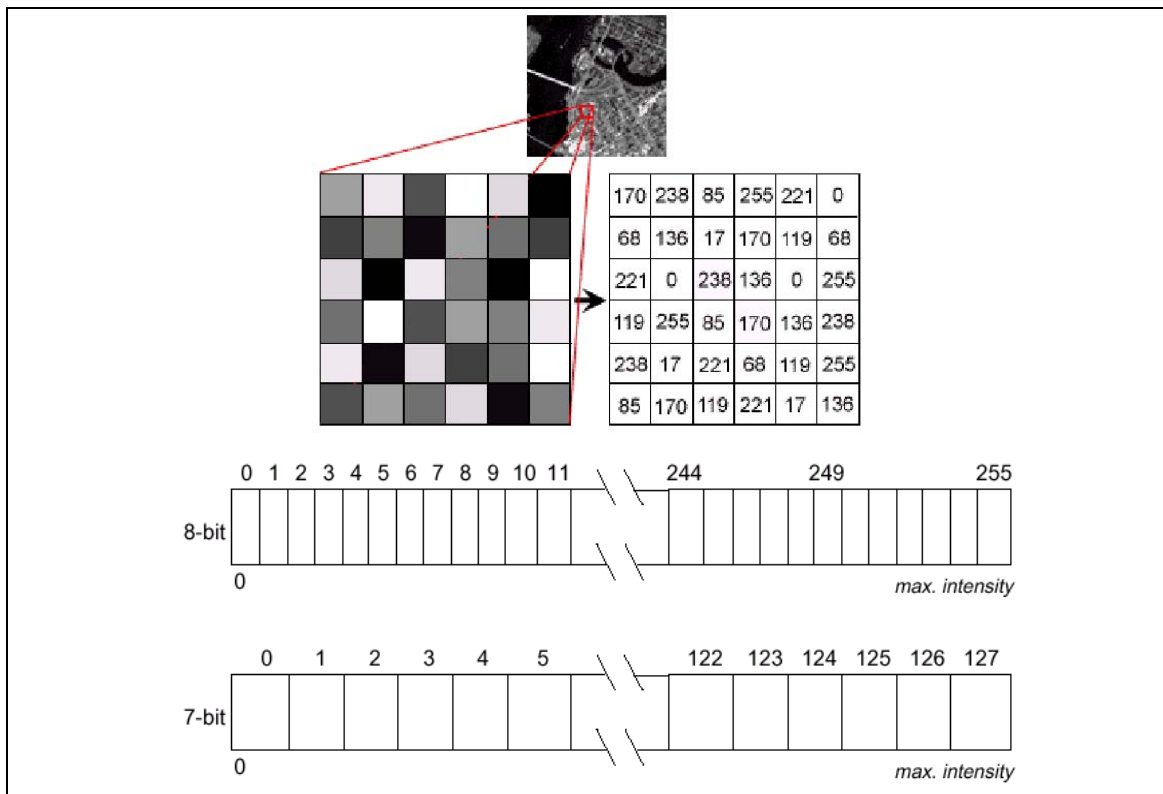 170 238 85 255 221 0
68 136 17 170 119 68
221 0 238 136 0 255
119 255 85 170 136 238
238 17 221 68 119 255
85 170 119 221 17 136
0 1 2 3 4 5 6 7 8 9 10 11 244 249 255
8-bit
0 max. intensity
0 1 2 3 4 5 122 123 124 125 126 127
7-bit
0 max. intensity